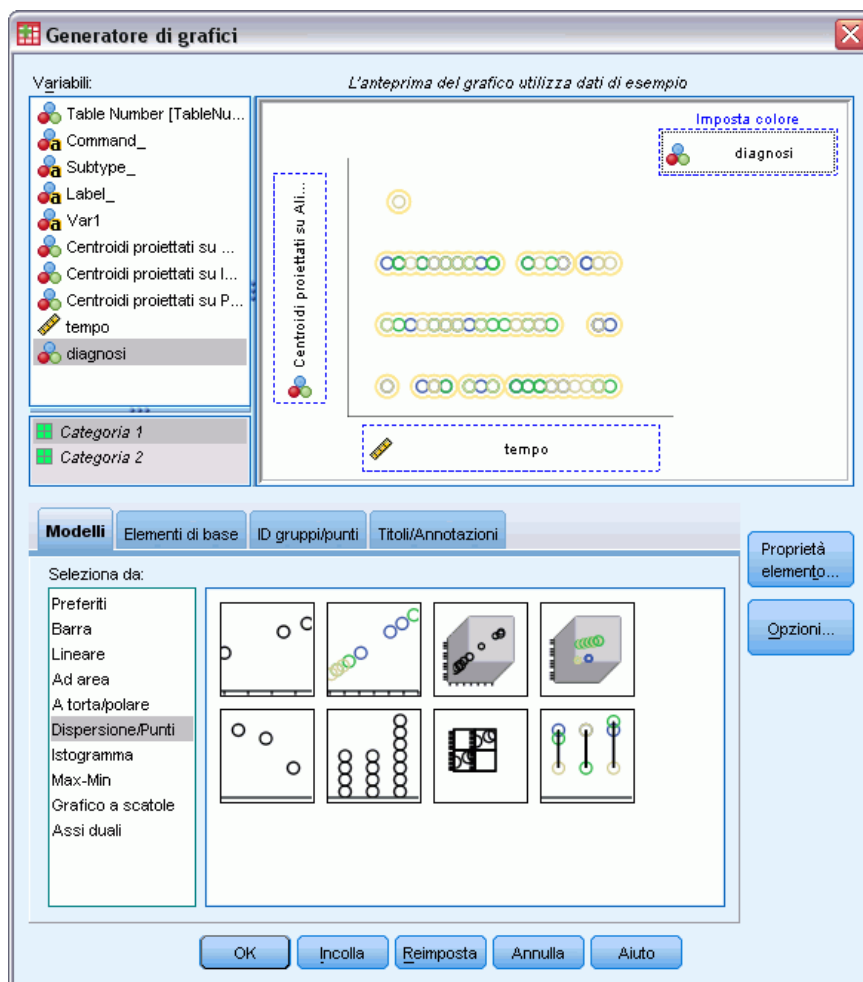 Generatore di grafici
Variabili:
L'anteprima del grafico utilizza dati di esempio
Table Number [TableNu...
Command_
Subtype_
Label_
Var1
Centroidi proiettati su ...
Centroidi proiettati su I...
Centroidi proiettati su P...
tempo
diagnosi
Categoria 1
Categoria 2
Imposta colore
diagnosi
Centroidi proiettati su Ali...
tempo
Modelli
Elementi di base
ID gruppi/punti
Titoli/Annotazioni
Seleziona da:
Preferiti
Barra
Lineare
Ad area
A torta/polare
Dispersione/Punti
Istogramma
Max-Min
Grafico a scatole
Assi duali
Proprietà
elemento...
Opzioni...
OK
Incolla
Reimposta
Annulla
Aiuto